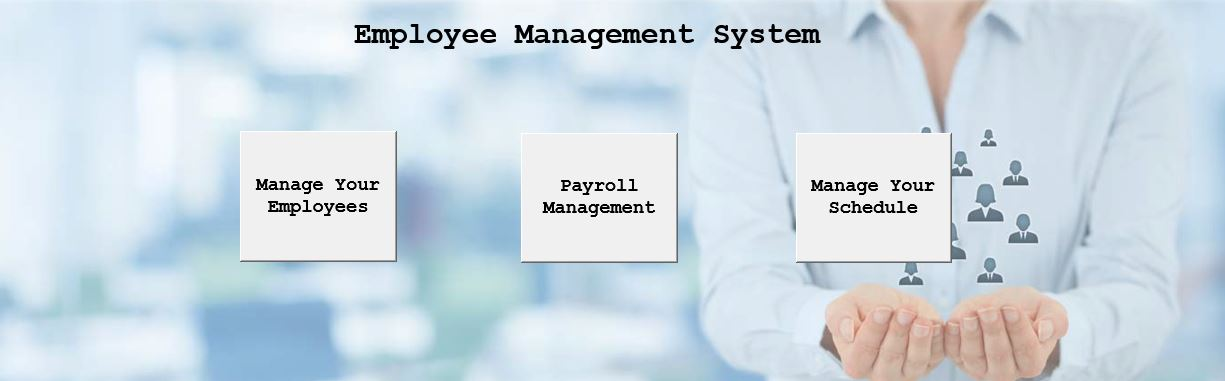 Employee Management System
Manage Your
Employees
Payroll
Management
Manage Your
Schedule